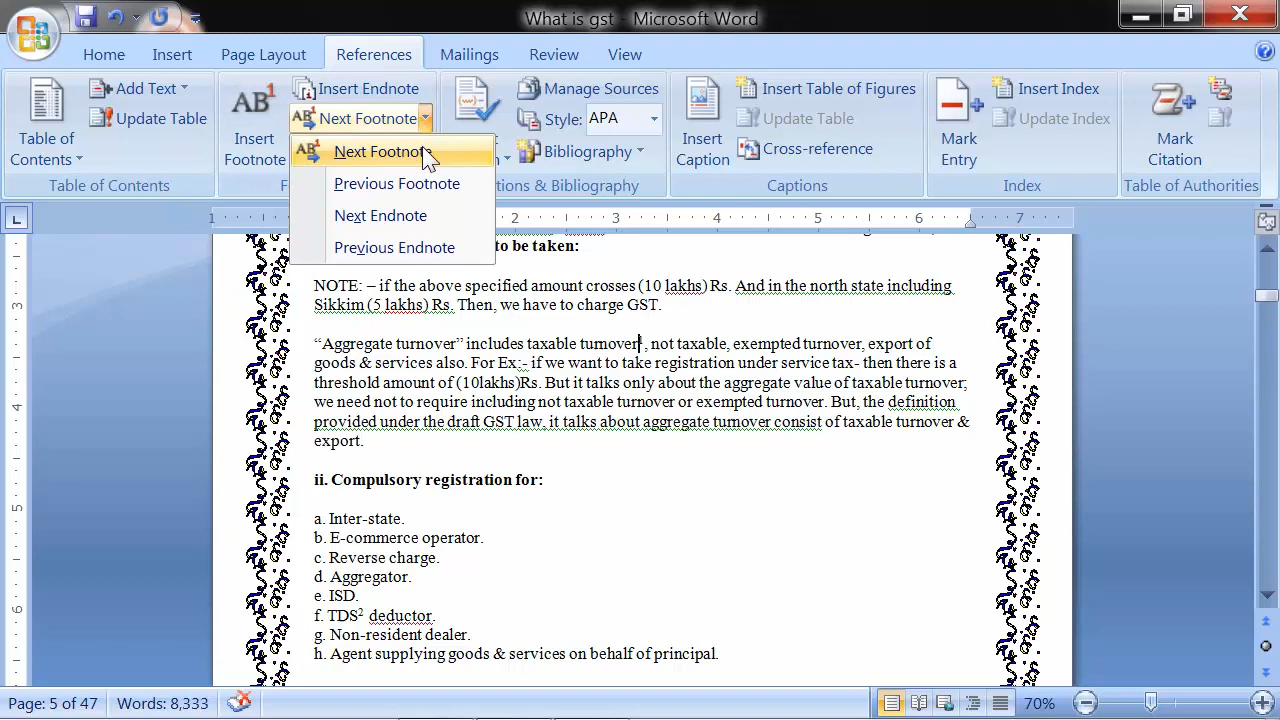 What is gst - Microsoft Word
Home Insert Page Layout References Mailings Review View
Add Text
Insert Endnote
Manage Sources
Insert Table of Figures
Insert Index
Update Table
Next Footnote
Style: APA
Update Table
Table of Contents
Insert Footnote
Bibliography
Insert Caption
Cross-reference
Mark Entry
Update Index
Mark Citation
Table of Contents
Captions
Index
Table of Authorities
Next Footnote
Previous Footnote
Next Endnote
Previous Endnote
1 2 3 4 5 6 7
to be taken:
NOTE: – if the above specified amount crosses (10 lakhs) Rs. And in the north state including
Sikkim (5 lakhs) Rs. Then, we have to charge GST.
“Aggregate turnover” includes taxable turnover , not taxable, exempted turnover, export of
goods & services also. For Ex:- if we want to take registration under service tax- then there is a
threshold amount of (10lakhs)Rs. But it talks only about the aggregate value of taxable turnover;
we need not to require including not taxable turnover or exempted turnover. But, the definition
provided under the draft GST law. it talks about aggregate turnover consist of taxable turnover &
export.
ii. Compulsory registration for:
a. Inter-state.
b. E-commerce operator.
c. Reverse charge.
d. Aggregator.
e. ISD.
f. TDS² deductor.
g. Non-resident dealer.
h. Agent supplying goods & services on behalf of principal.
Page: 5 of 47 Words: 8,333
70%